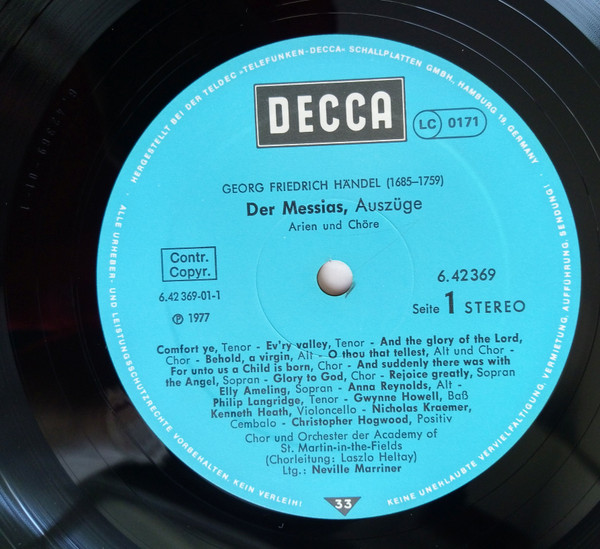 HERGESTELLT BEI DER TELDEC »TELEFUNKEN-DECCA« SCHALLPLATTEN GMBH, HAMBURG 19, GERMANY
DECCA
LC 0171
GEORG FRIEDRICH HÄNDEL (1685–1759)
Der Messias, Auszüge
Arien und Chöre
Contr.
Copyr.
6.42369
6.42 369-01-1
Seite 1 STEREO
Ⓟ 1977
Comfort ye, Tenor - Ev'ry valley, Tenor - And the glory of the Lord,
Chor - Behold, a virgin, Alt - O thou that tellest, Alt und Chor -
For unto us a Child is born, Chor - And suddenly there was with
the Angel, Sopran - Glory to God, Chor - Rejoice greatly, Sopran
Elly Ameling, Sopran - Anna Reynolds, Alt -
Philip Langridge, Tenor - Gwynne Howell, Baß
Kenneth Heath, Violoncello - Nicholas Kraemer,
Cembalo - Christopher Hogwood, Positiv
Chor und Orchester der Academy of
St. Martin-in-the-Fields
(Chorleitung: Laszlo Heltay)
Ltg.: Neville Marriner
33
ALLE URHEBER- UND LEISTUNGSSCHUTZRECHTE VORBEHALTEN. KEIN VERLEIH!
KEINE UNERLAUBTE VERVIELFÄLTIGUNG, VERMIETUNG, AUFFÜHRUNG, SENDUNG!